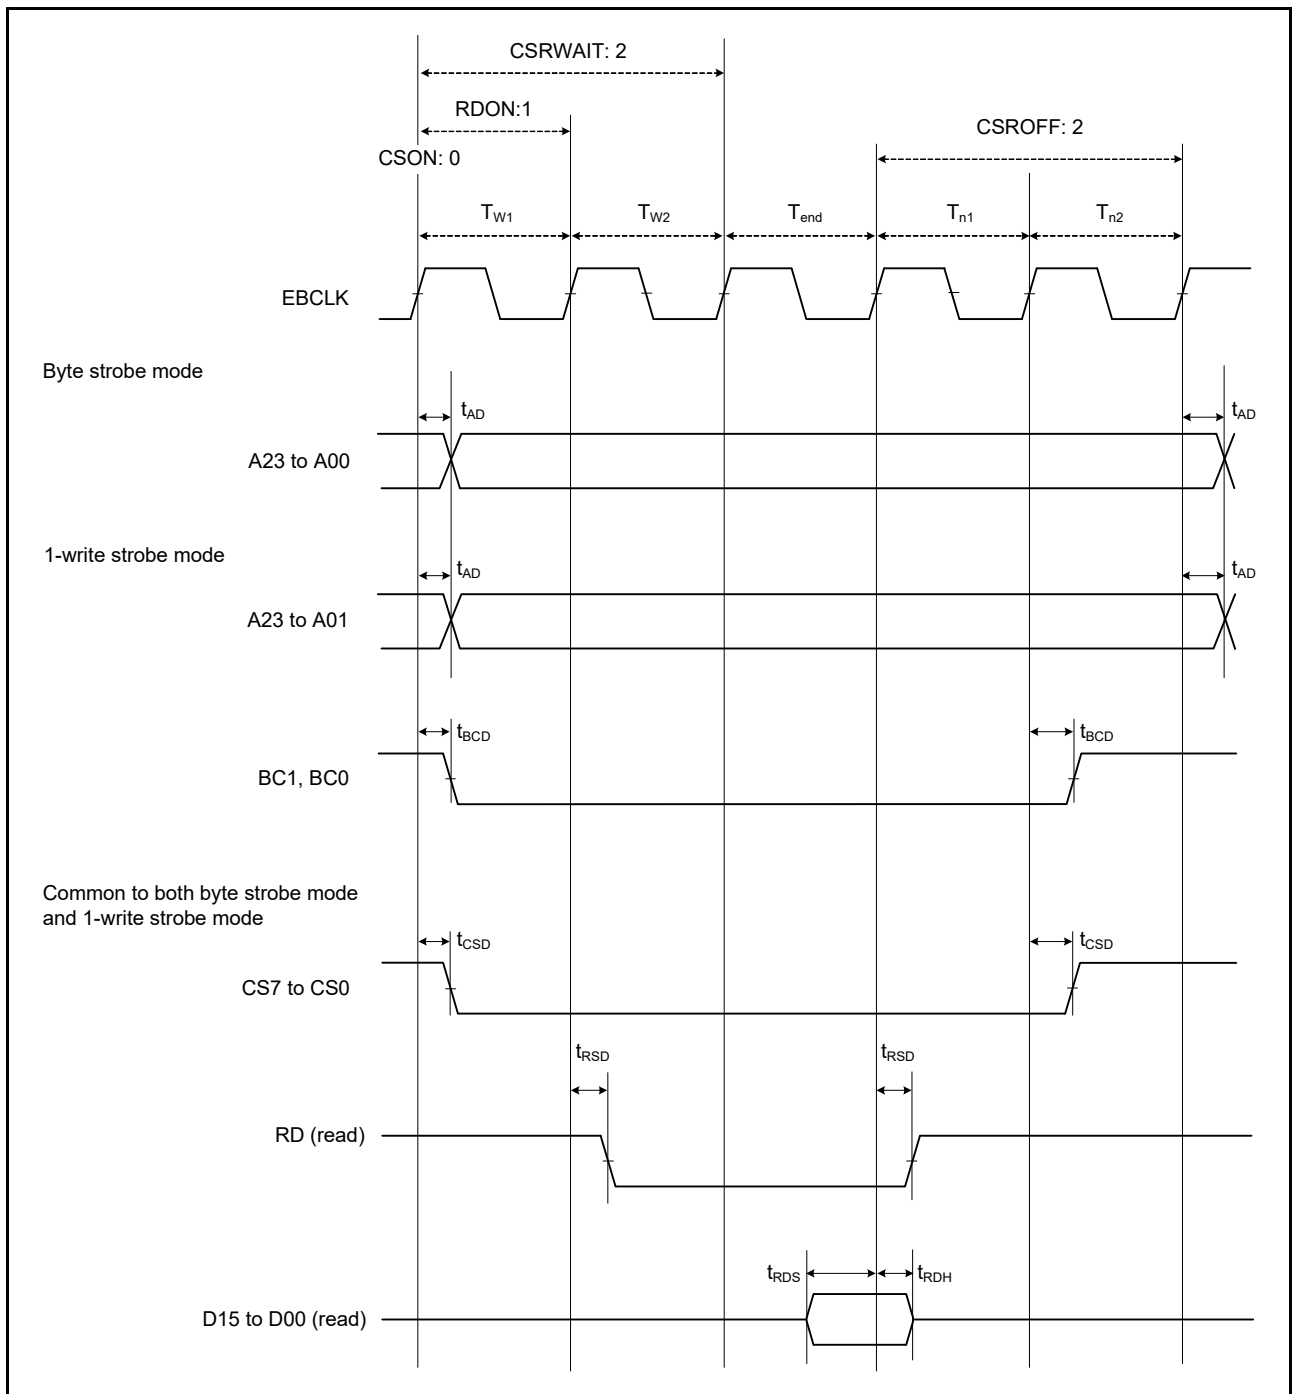 CSRWAIT: 2
RDON:1
CSROFF: 2
CSON: 0
TW1
TW2
Tend
Tn1
Tn2
EBCLK
Byte strobe mode
tAD
tAD
A23 to A00
1-write strobe mode
tAD
tAD
A23 to A01
tBCD
tBCD
BC1, BC0
Common to both byte strobe mode
and 1-write strobe mode
tCSD
tCSD
CS7 to CS0
tRSD
tRSD
RD (read)
tRDS
tRDH
D15 to D00 (read)